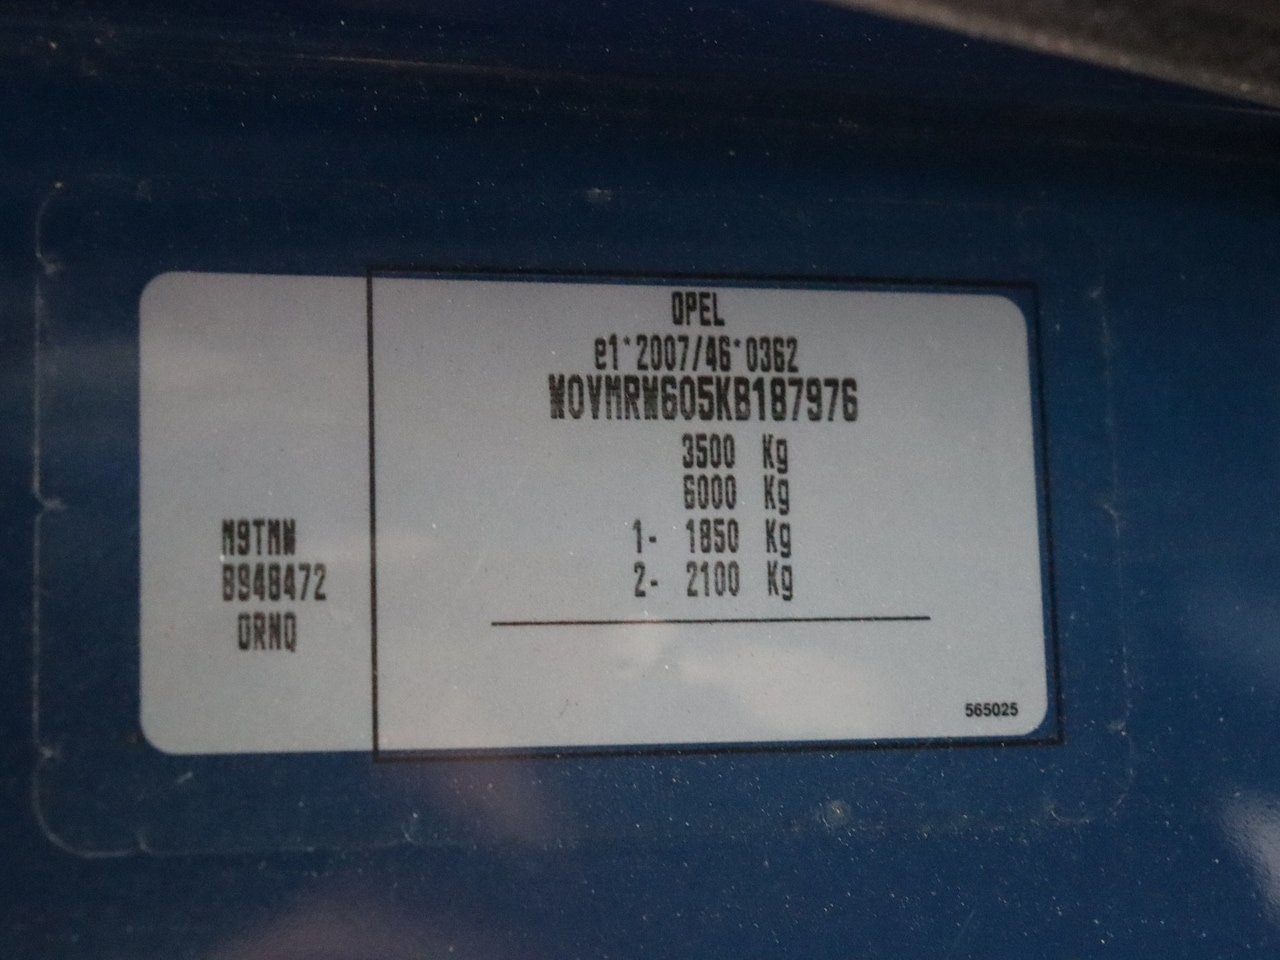 OPEL
e1*2007/46*0362
W0VMRW605KB187976
3500 Kg
6000 Kg
1- 1850 Kg
2- 2100 Kg
M9TMW
B948472
QRNQ
565025